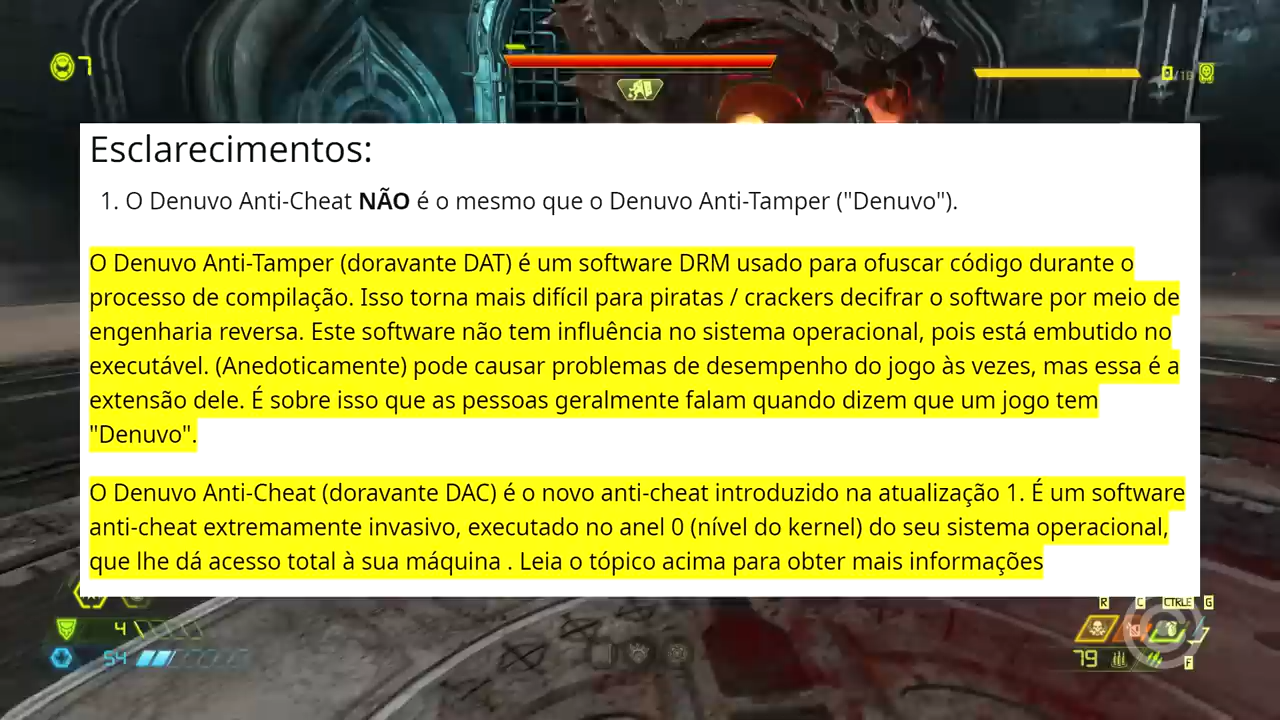 7
/10
Esclarecimentos:
1. O Denuvo Anti-Cheat NÃO é o mesmo que o Denuvo Anti-Tamper ("Denuvo").
O Denuvo Anti-Tamper (doravante DAT) é um software DRM usado para ofuscar código durante o
processo de compilação. Isso torna mais difícil para piratas / crackers decifrar o software por meio de
engenharia reversa. Este software não tem influência no sistema operacional, pois está embutido no
executável. (Anedoticamente) pode causar problemas de desempenho do jogo às vezes, mas essa é a
extensão dele. É sobre isso que as pessoas geralmente falam quando dizem que um jogo tem
"Denuvo".
O Denuvo Anti-Cheat (doravante DAC) é o novo anti-cheat introduzido na atualização 1. É um software
anti-cheat extremamente invasivo, executado no anel 0 (nível do kernel) do seu sistema operacional,
que lhe dá acesso total à sua máquina . Leia o tópico acima para obter mais informações
R C CTRLE G
4
54
79
F